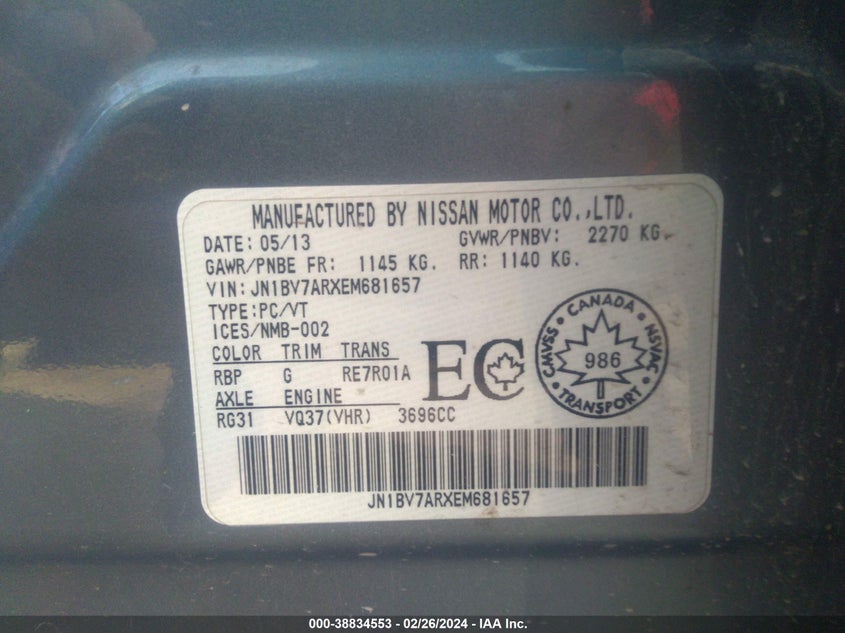 MANUFACTURED BY NISSAN MOTOR CO.,LTD.
DATE: 05/13 GVWR/PNBV: 2270 KG.
GAWR/PNBE FR: 1145 KG. RR: 1140 KG.
VIN: JN1BV7ARXEM681657
TYPE: PC/VT
ICES/NMB-002
COLOR TRIM TRANS
RBP G RE7R01A
AXLE ENGINE
RG31 VQ37(VHR) 3696CC
EC
CANADA
CMVSS NSVAC
986
TRANSPORT
JN1BV7ARXEM681657
000-38834553 - 02/26/2024 - IAA Inc.